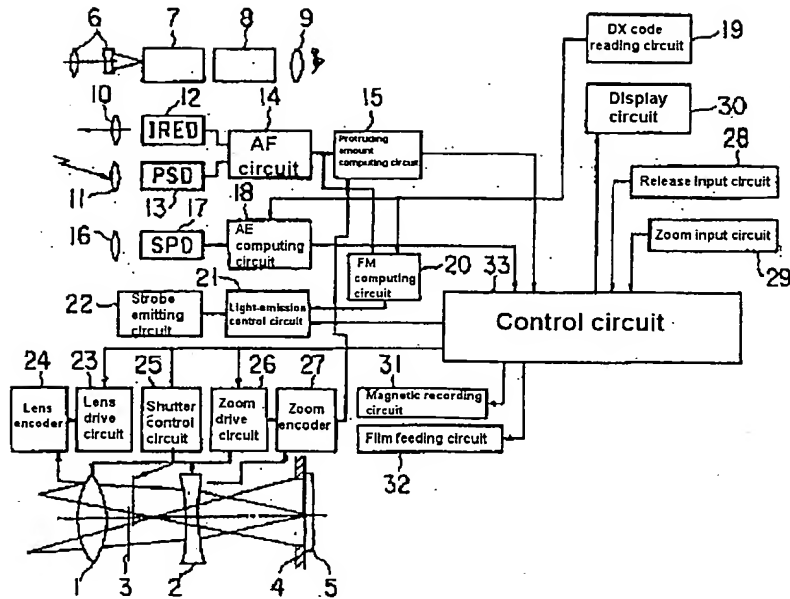 6 7 8 9
DX code
reading circuit
19
Display
circuit
30
10 12 14 15
IRED
AF
circuit
Protruding
amount
computing circuit
28
Release Input circuit
11 PSD
13 17 18
16 SPD
AE
computing
circuit
Zoom input circuit
29
FM
computing
circuit
20
33
21
22
Strobe
emitting
circuit
Light-emission
control circuit
Control circuit
24 23 25 26 27
31
Lens
encoder
Lens
drive
circuit
Shutter
control
circuit
Zoom
drive
circuit
Zoom
encoder
Magnetic recording
circuit
Film feeding circuit
32
1 3 2 4 5